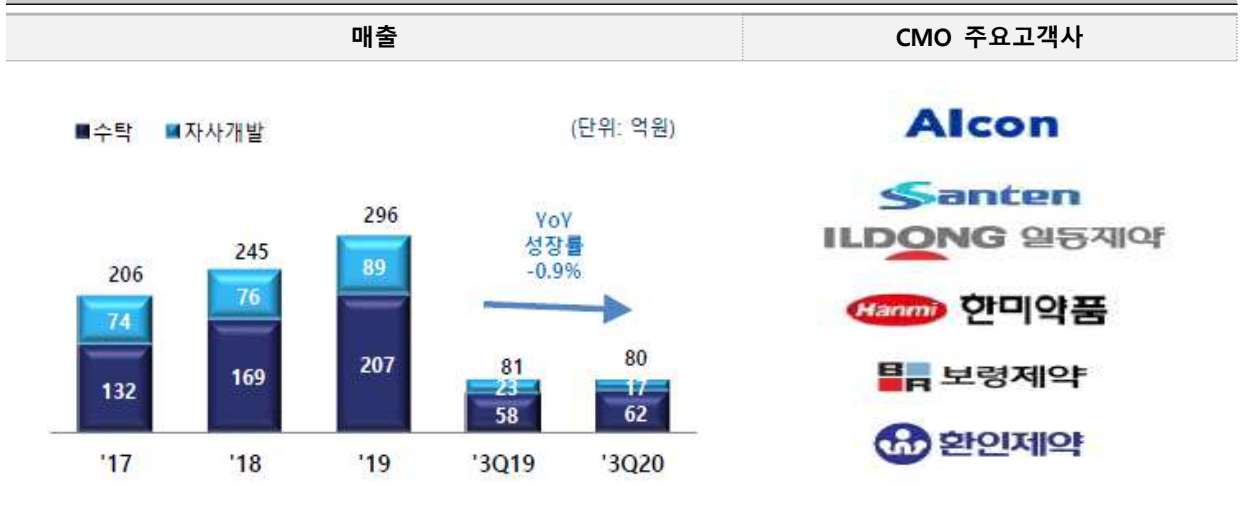 매출
CMO 주요고객사
■수탁 ■자사개발
(단위: 억원)
206
74
132
245
76
169
296
89
207
YoY
성장률
-0.9%
81
23
58
80
17
62
'17 '18 '19 '3Q19 '3Q20
Alcon
Santen
ILDONG 일동제약
Hanmi 한미약품
BR 보령제약
환인제약